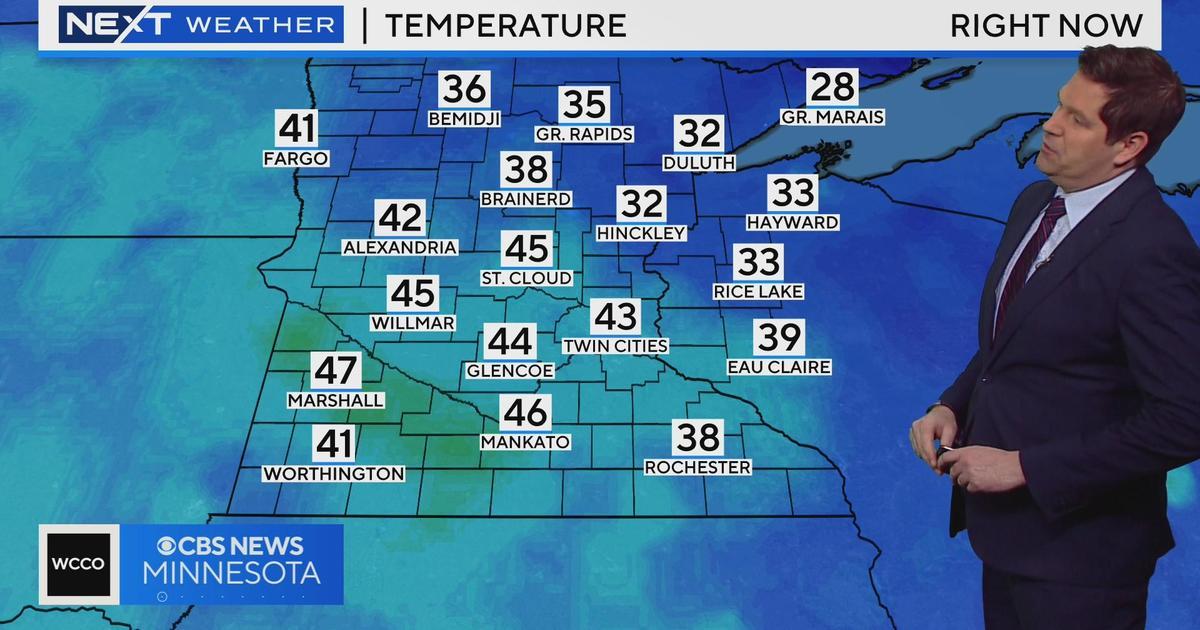 NEXT WEATHER | TEMPERATURE
RIGHT NOW
36
BEMIDJI
35
GR. RAPIDS
28
GR. MARAIS
41
FARGO
32
DULUTH
38
BRAINERD
42
ALEXANDRIA
32
HINCKLEY
33
HAYWARD
45
ST. CLOUD
33
RICE LAKE
45
WILLMAR
43
TWIN CITIES
44
GLENCOE
39
EAU CLAIRE
47
MARSHALL
46
MANKATO
41
WORTHINGTON
38
ROCHESTER
WCCO
CBS NEWS
MINNESOTA